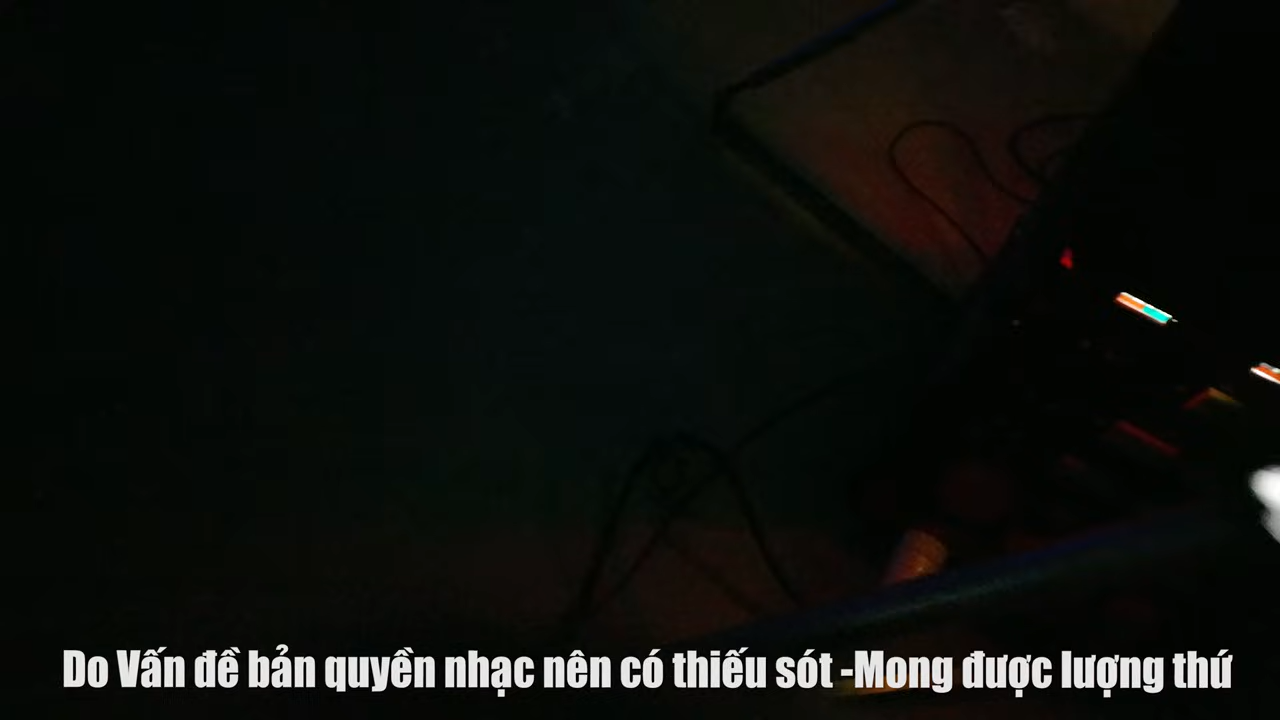 Do Vấn đề bản quyền nhạc nên có thiếu sót -Mong được lượng thứ